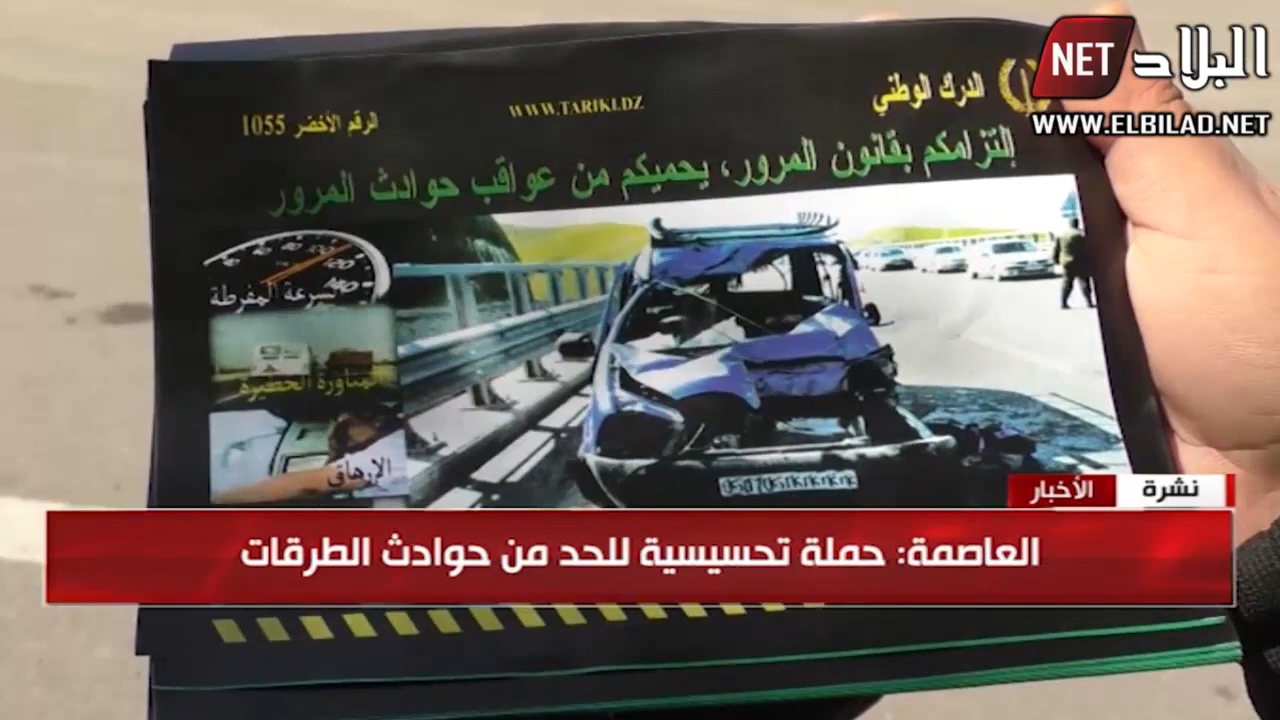 البلاد NET
WWW.ELBILAD.NET
الدرك الوطني
WWW.TARIKI.DZ
الرقم الأخضر 1055
إلتزامكم بقانون المرور، يحميكم من عواقب حوادث المرور
السرعة المفرطة
المناورة الخطيرة
الإرهاق
نشرة الأخبار
العاصمة: حملة تحسيسية للحد من حوادث الطرقات